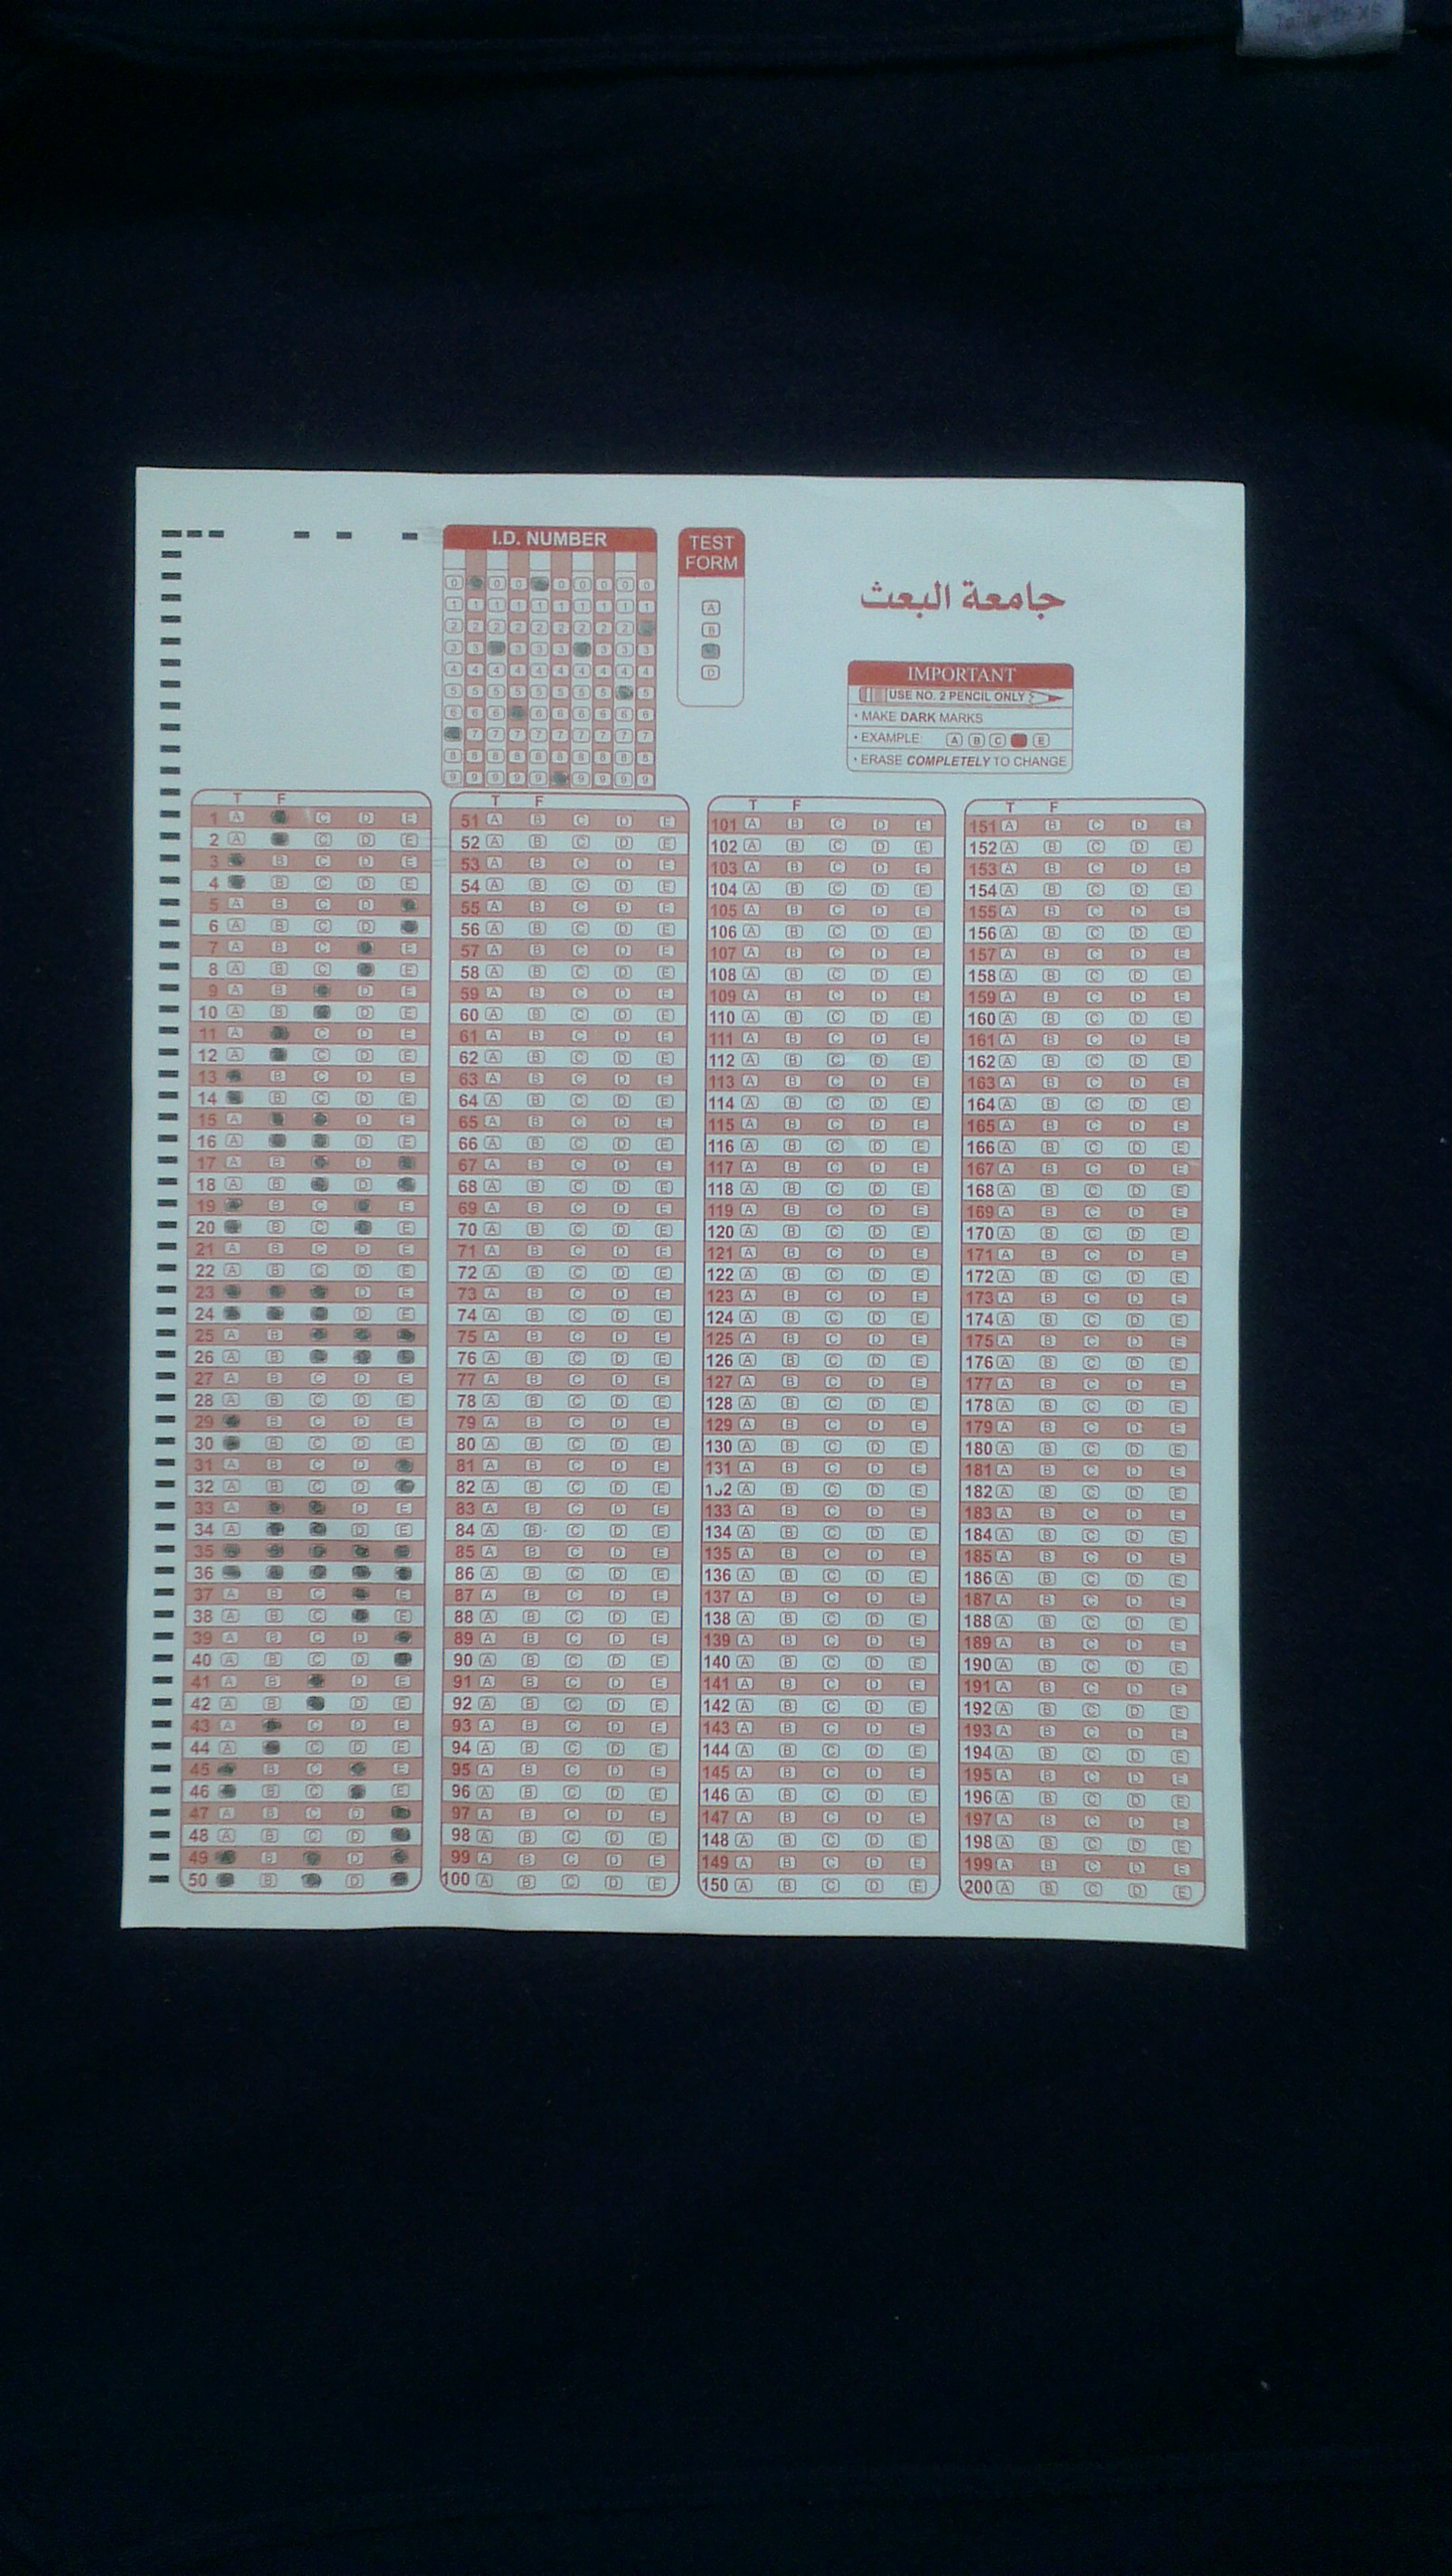 I.D. NUMBER
TEST
FORM
0 0 0 0 0 0 0 0
1 1 1 1 1 1 1 1 1 1
2 2 2 2 2 2 2 2 2
3 3 3 3 3 3 3 3
4 4 4 4 4 4 4 4 4 4
5 5 5 5 5 5 5 5 5
6 6 6 6 6 6 6 6 6
7 7 7 7 7 7 7 7 7
8 8 8 8 8 8 8 8 8 8
9 9 9 9 9 9 9 9 9
A
B
D
جامعة البعث
IMPORTANT
USE NO. 2 PENCIL ONLY
• MAKE DARK MARKS
• EXAMPLE: A B C E
• ERASE COMPLETELY TO CHANGE
T F T F T F T F
1 A C D E 51 A B C D E 101 A B C D E 151 A B C D E
2 A C D E 52 A B C D E 102 A B C D E 152 A B C D E
3 B C D E 53 A B C D E 103 A B C D E 153 A B C D E
4 B C D E 54 A B C D E 104 A B C D E 154 A B C D E
5 A B C D 55 A B C D E 105 A B C D E 155 A B C D E
6 A B C D 56 A B C D E 106 A B C D E 156 A B C D E
7 A B C E 57 A B C D E 107 A B C D E 157 A B C D E
8 A B C E 58 A B C D E 108 A B C D E 158 A B C D E
9 A B D E 59 A B C D E 109 A B C D E 159 A B C D E
10 A B D E 60 A B C D E 110 A B C D E 160 A B C D E
11 A C D E 61 A B C D E 111 A B C D E 161 A B C D E
12 A C D E 62 A B C D E 112 A B C D E 162 A B C D E
13 B C D E 63 A B C D E 113 A B C D E 163 A B C D E
14 B C D E 64 A B C D E 114 A B C D E 164 A B C D E
15 A D E 65 A B C D E 115 A B C D E 165 A B C D E
16 A D E 66 A B C D E 116 A B C D E 166 A B C D E
17 A B D 67 A B C D E 117 A B C D E 167 A B C D E
18 A B D 68 A B C D E 118 A B C D E 168 A B C D E
19 B C E 69 A B C D E 119 A B C D E 169 A B C D E
20 B C E 70 A B C D E 120 A B C D E 170 A B C D E
21 A B C D E 71 A B C D E 121 A B C D E 171 A B C D E
22 A B C D E 72 A B C D E 122 A B C D E 172 A B C D E
23 D E 73 A B C D E 123 A B C D E 173 A B C D E
24 D E 74 A B C D E 124 A B C D E 174 A B C D E
25 A B 75 A B C D E 125 A B C D E 175 A B C D E
26 A B 76 A B C D E 126 A B C D E 176 A B C D E
27 A B C D E 77 A B C D E 127 A B C D E 177 A B C D E
28 A B C D E 78 A B C D E 128 A B C D E 178 A B C D E
29 B C D E 79 A B C D E 129 A B C D E 179 A B C D E
30 B C D E 80 A B C D E 130 A B C D E 180 A B C D E
31 A B C D 81 A B C D E 131 A B C D E 181 A B C D E
32 A B C D 82 A B C D E A B C D E 182 A B C D E
33 A D E 83 A B C D E 133 A B C D E 183 A B C D E
34 A D E 84 A B C D E 134 A B C D E 184 A B C D E
35 85 A B C D E 135 A B C D E 185 A B C D E
36 86 A B C D E 136 A B C D E 186 A B C D E
37 A B C E 87 A B C D E 137 A B C D E 187 A B C D E
38 A B C E 88 A B C D E 138 A B C D E 188 A B C D E
39 A B C D 89 A B C D E 139 A B C D E 189 A B C D E
40 A B C D 90 A B C D E 140 A B C D E 190 A B C D E
41 A B D E 91 A B C D E 141 A B C D E 191 A B C D E
42 A B D E 92 A B C D E 142 A B C D E 192 A B C D E
43 A C D E 93 A B C D E 143 A B C D E 193 A B C D E
44 A C D E 94 A B C D E 144 A B C D E 194 A B C D E
45 B C E 95 A B C D E 145 A B C D E 195 A B C D E
46 B C E 96 A B C D E 146 A B C D E 196 A B C D E
47 A B C D 97 A B C D E 147 A B C D E 197 A B C D E
48 A B C D 98 A B C D E 148 A B C D E 198 A B C D E
49 B D 99 A B C D E 149 A B C D E 199 A B C D E
50 B D 100 A B C D E 150 A B C D E 200 A B C D E